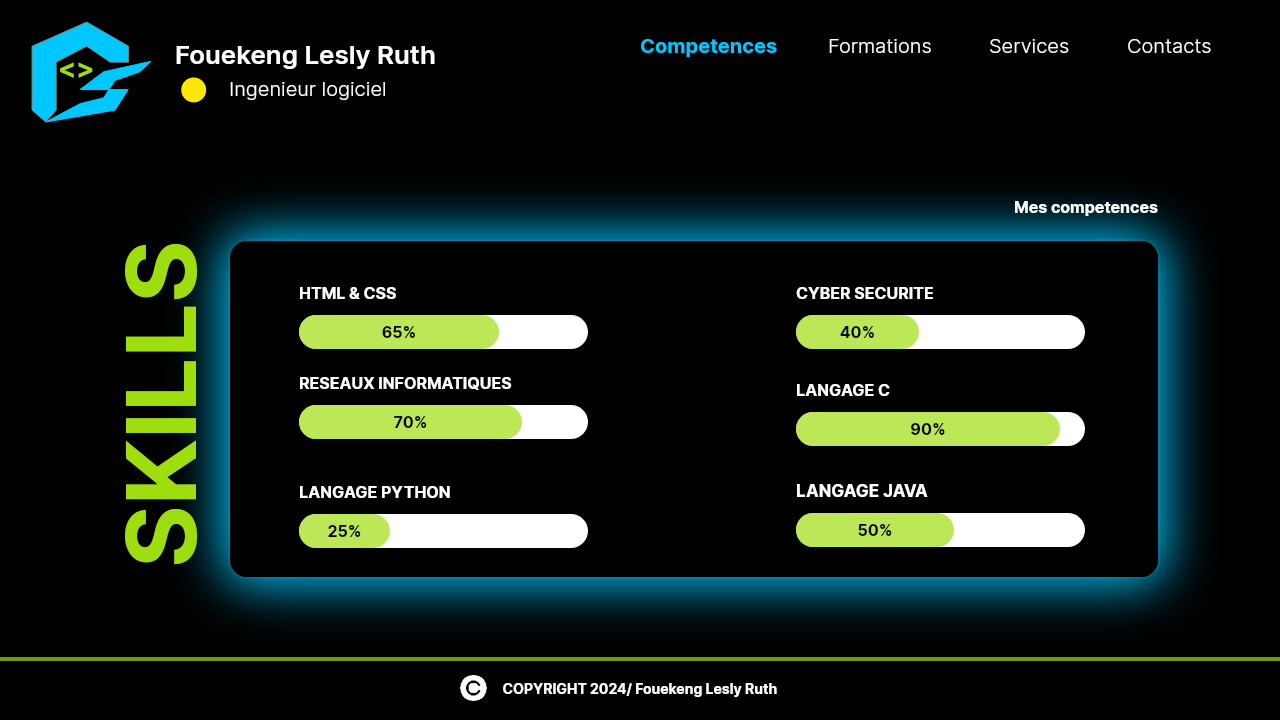 <>
Fouekeng Lesly Ruth
Ingenieur logiciel
Competences
Formations
Services
Contacts
Mes competences
SKILLS
HTML & CSS
65%
RESEAUX INFORMATIQUES
70%
LANGAGE PYTHON
25%
CYBER SECURITE
40%
LANGAGE C
90%
LANGAGE JAVA
50%
© COPYRIGHT 2024/ Fouekeng Lesly Ruth